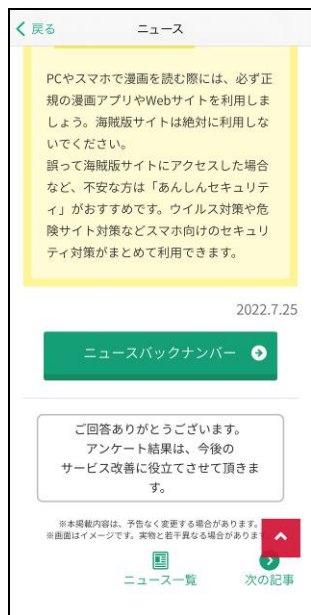 戻る ニュース
PCやスマホで漫画を読む際には、必ず正
規の漫画アプリやWebサイトを利用しま
しょう。海賊版サイトは絶対に利用しな
いでください。
誤って海賊版サイトにアクセスした場合
など、不安な方は「あんしんセキュリテ
ィ」がおすすめです。ウイルス対策や危
険サイト対策などスマホ向けのセキュリ
ティ対策がまとめて利用できます。
2022.7.25
ニュースバックナンバー
ご回答ありがとうございます。
アンケート結果は、今後の
サービス改善に役立てさせて頂きま
す。
※本掲載内容は、予告なく変更する場合があります。
※画面はイメージです。実物と若干異なる場合がありま
ニュース一覧 次の記事